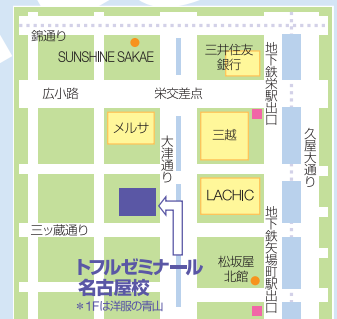 錦通り
SUNSHINE SAKAE
三井住友
銀行
地下鉄栄駅出口
広小路
栄交差点
メルサ
三越
大津通り
久屋大通り
LACHIC
三ッ蔵通り
地下鉄矢場町駅出口
トフルゼミナール
名古屋校
*1Fは洋服の青山
松坂屋
北館